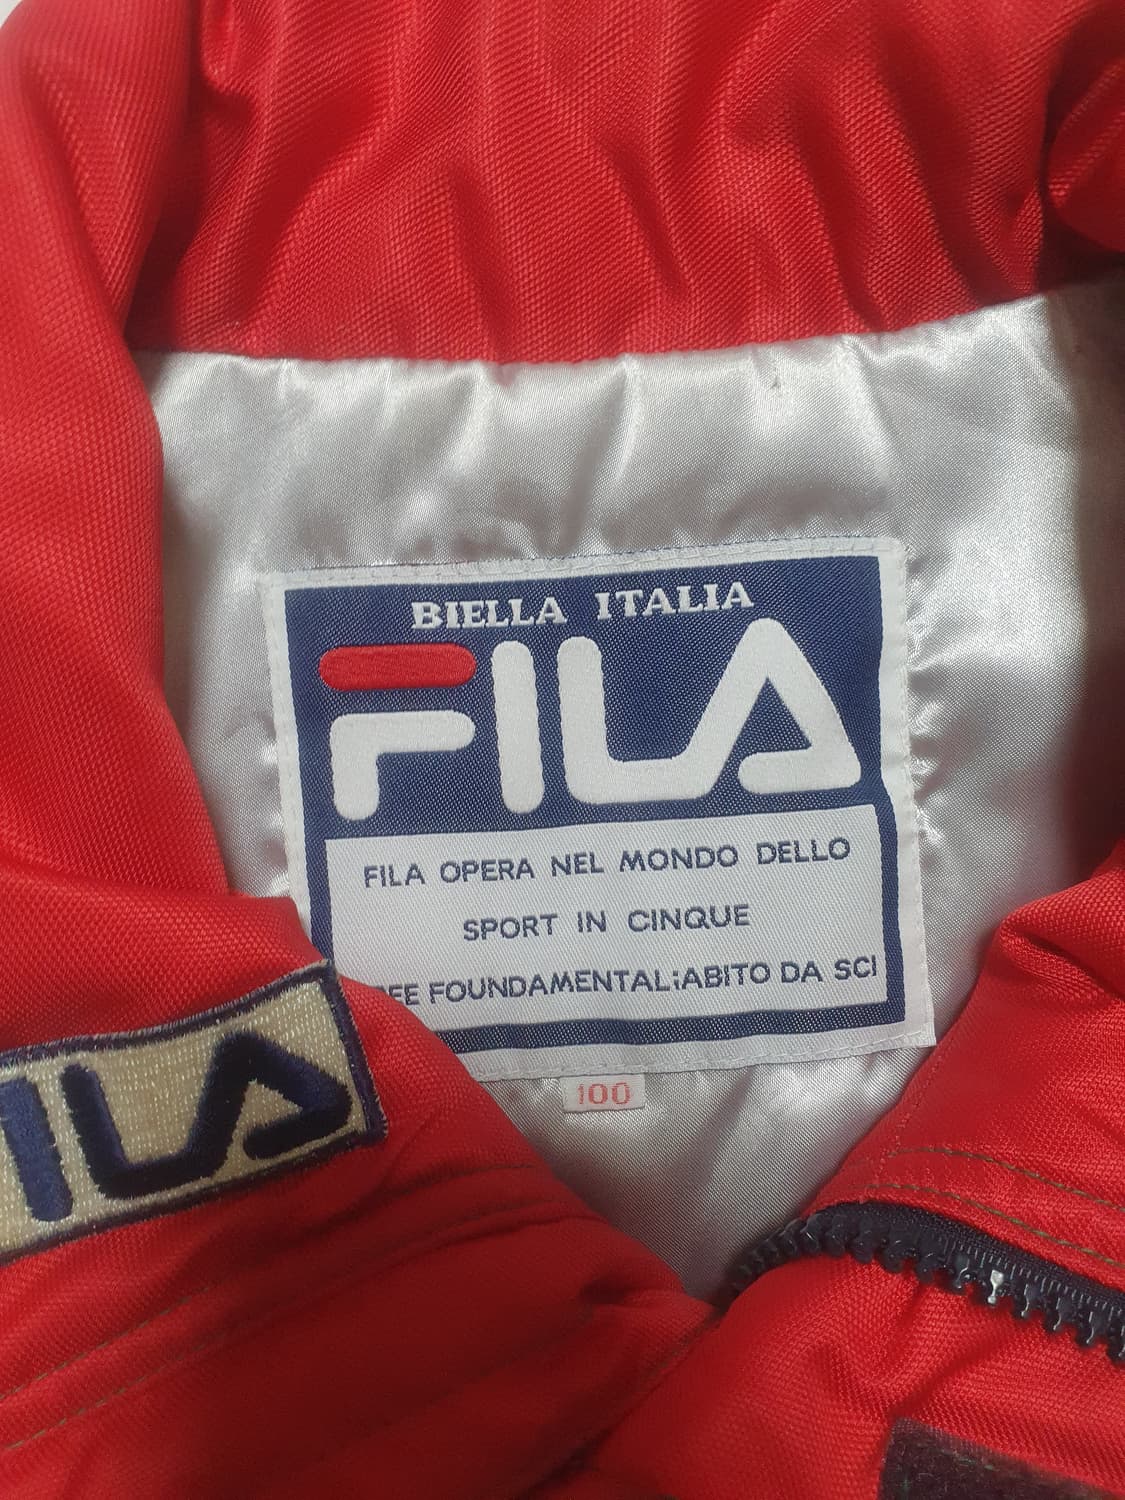 BIELLA ITALIA
FILA
FILA OPERA NEL MONDO DELLO
SPORT IN CINQUE
FOUNDAMENTAL¡ABITO DA SCI
100
ILA